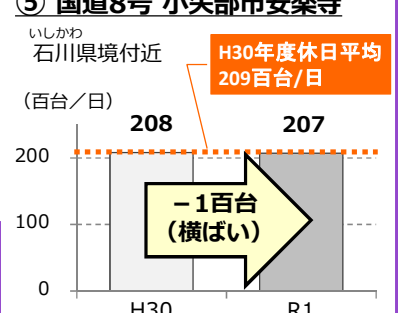 ⑤ 国道8号 小矢部市安楽寺
いしかわ
石川県境付近
H30年度休日平均
209百台/日
（百台／日）
208
207
200
－1百台
（横ばい）
100
0
H30
R1